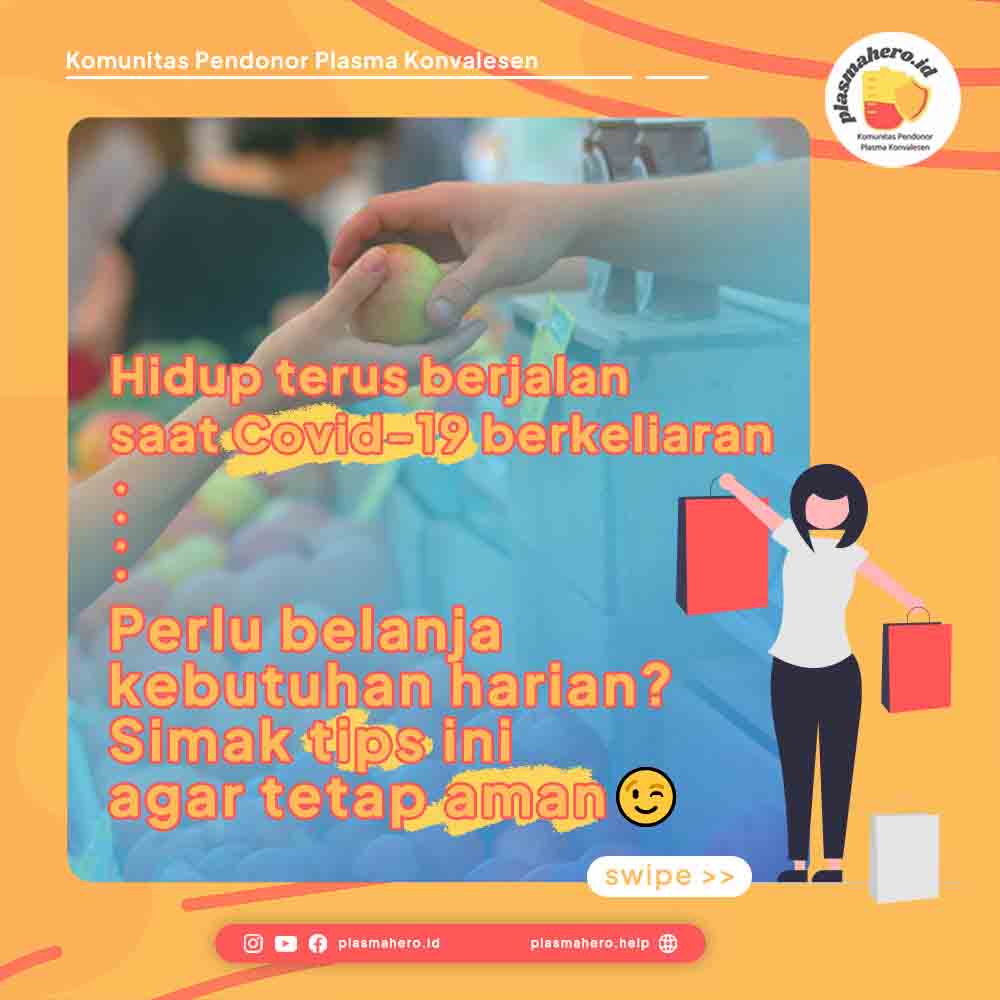 Komunitas Pendonor Plasma Konvalesen
plasmahero.id
Komunitas Pendonor
Plasma Konvalesen
Hidup terus berjalan
saat Covid-19 berkeliaran
Perlu belanja
kebutuhan harian?
Simak tips ini
agar tetap aman
swipe >>
plasmahero.id
plasmahero.help